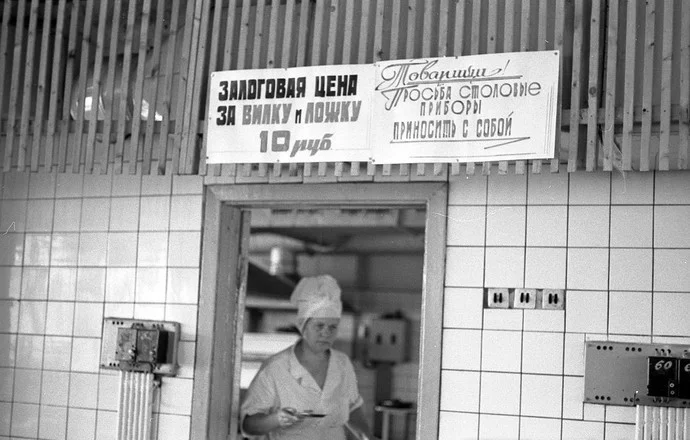 ЗАЛОГОВАЯ ЦЕНА
ЗА ВИЛКУ и ЛОЖКУ
10 руб
Товарищи!
Просьба столовые
приборы
приносить с собой
60